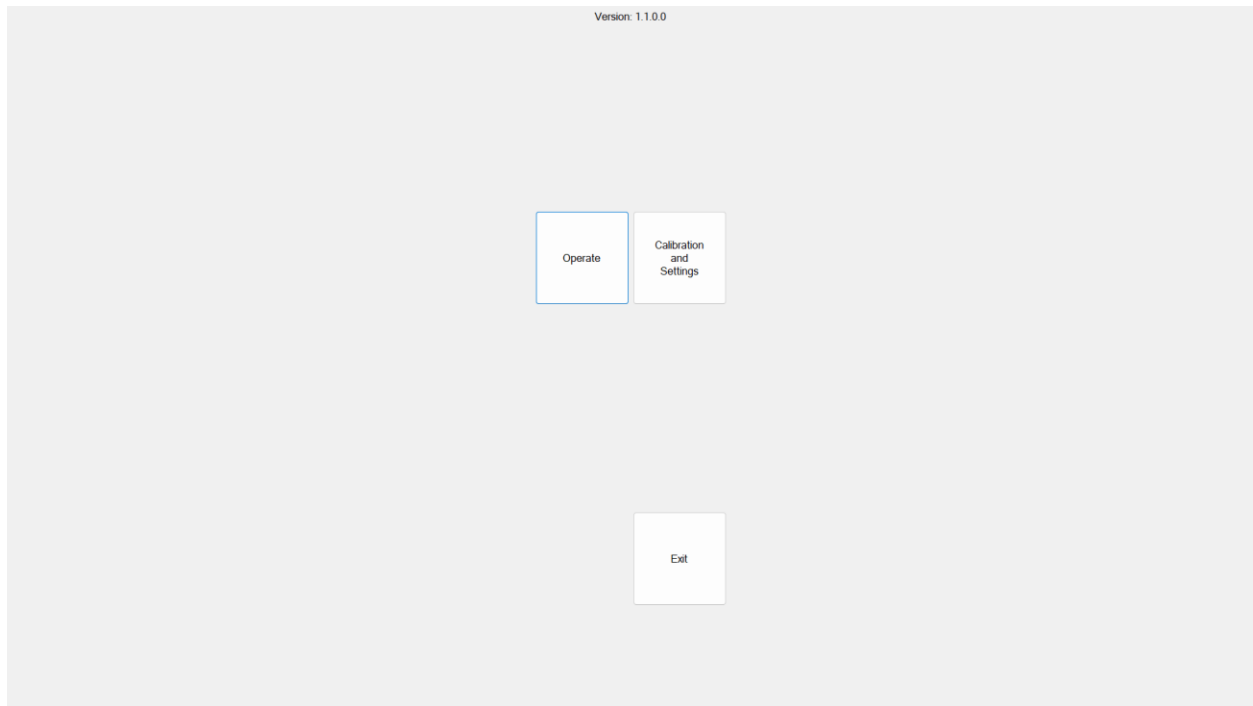 Version: 1.1.0.0
Operate
Calibration
and
Settings
Exit